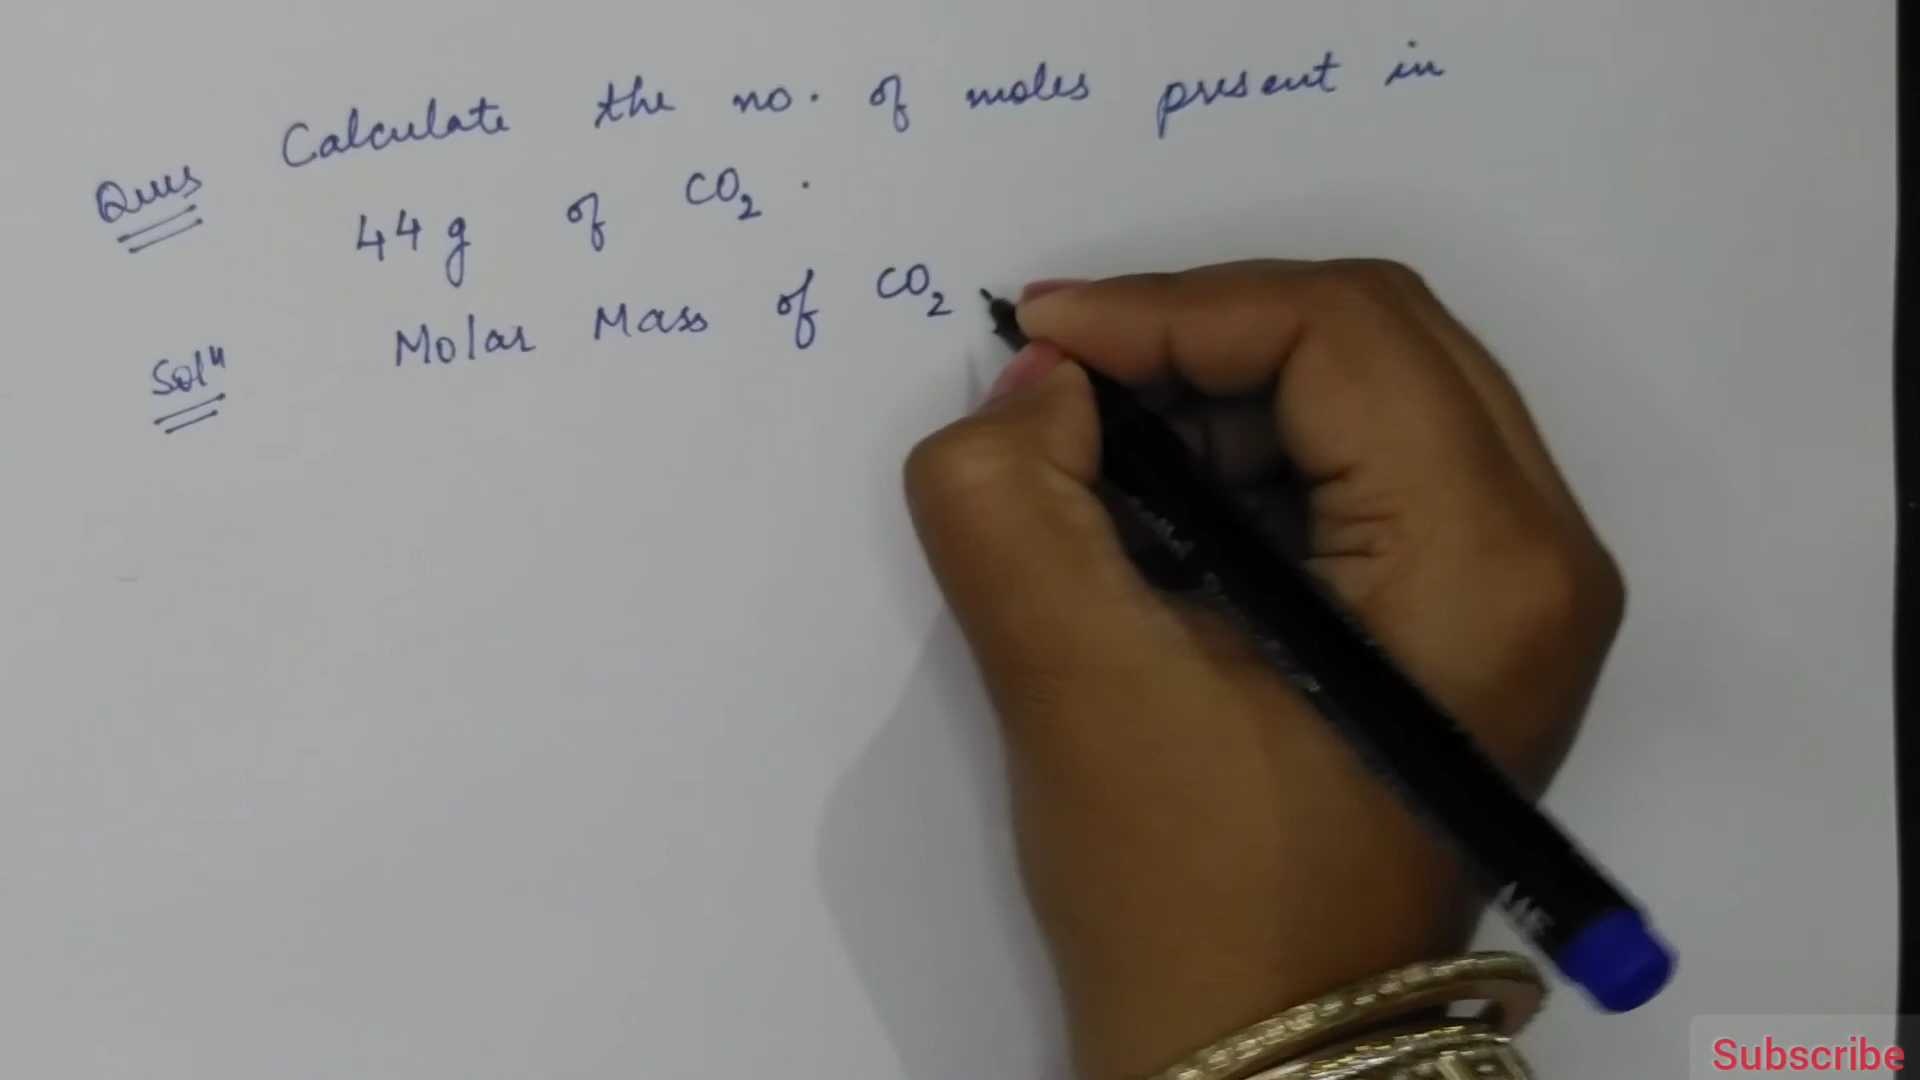 Ques Calculate the no. of moles present in
44 g of CO₂.
Solⁿ Molar Mass of CO₂
Subscribe